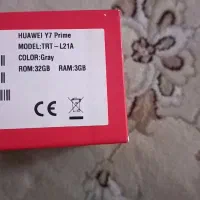 HUAWEI Y7 Prime
MODEL:TRT - L21A
COLOR:Gray
ROM:32GB RAM:3GB
CE